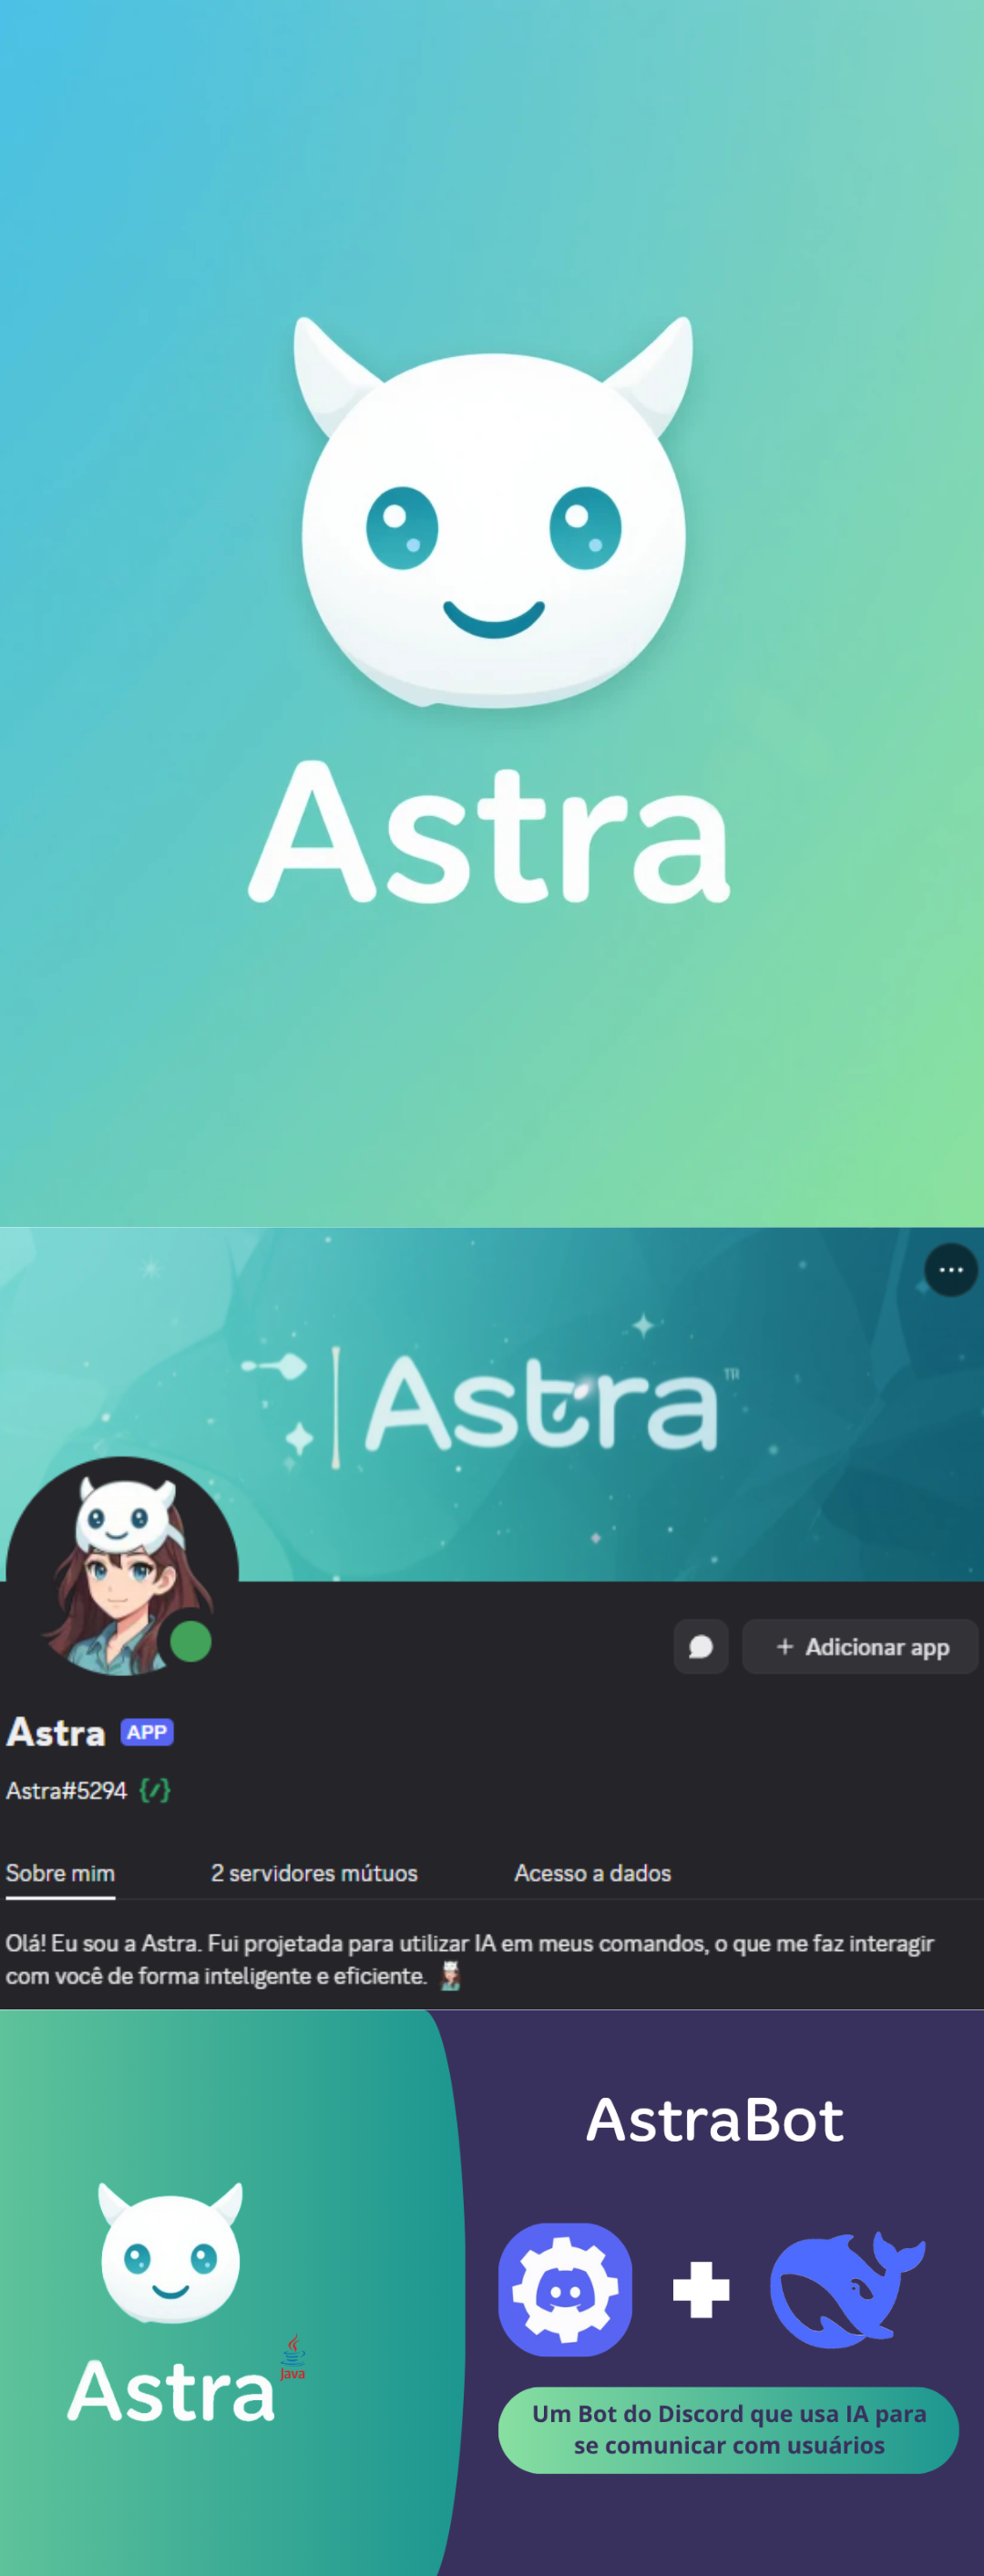 Astra
Astra
Adicionar app
Astra APP
Astra#5294
Sobre mim 2 servidores mútuos Acesso a dados
Olá! Eu sou a Astra. Fui projetada para utilizar IA em meus comandos, o que me faz interagir
com você de forma inteligente e eficiente.
Astra
Java
AstraBot
Um Bot do Discord que usa IA para
se comunicar com usuários